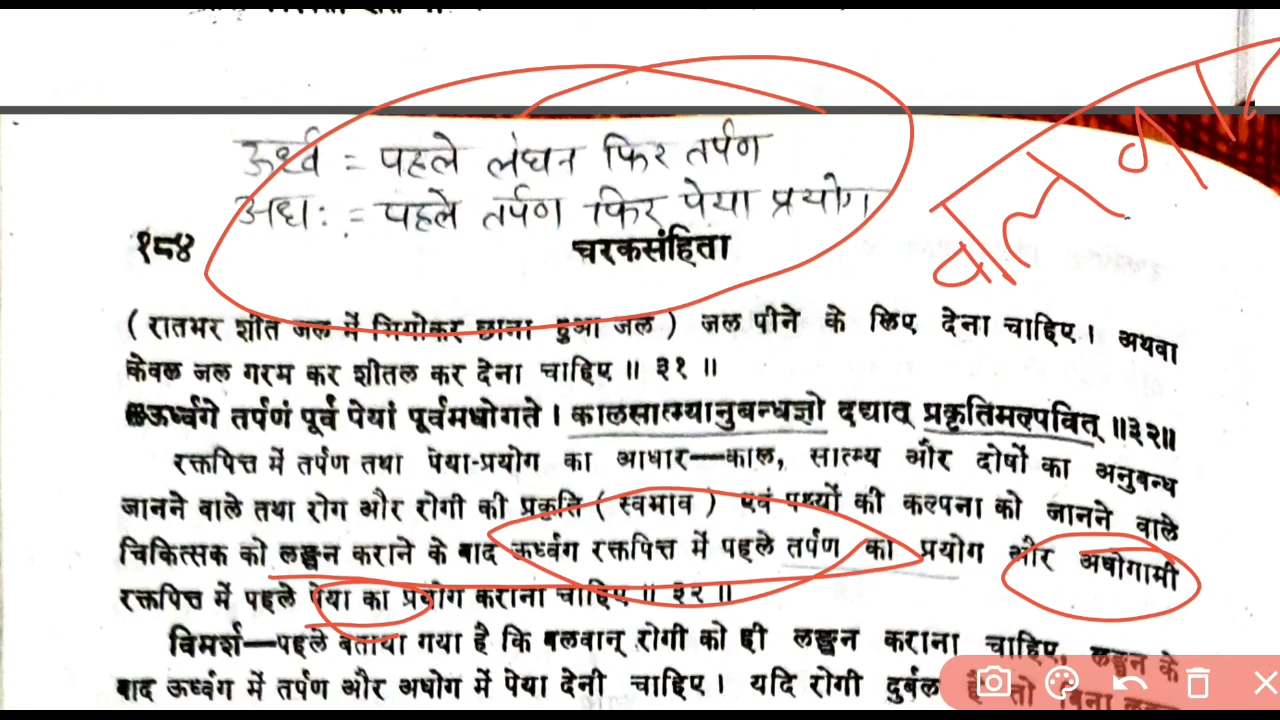 ऊर्ध्व = पहले लंघन फिर तर्पण
अधः = पहले तर्पण फिर पेया प्रयोग
१८४ चरकसंहिता
( रातभर शीत जल में भिगोकर छाना हुआ जल ) जल पीने के लिए देना चाहिए। अथवा
केवल जल गरम कर शीतल कर देना चाहिए ॥ ३१ ॥
ऊर्ध्वगे तर्पणं पूर्वं पेयां पूर्वमधोगते। कालसात्म्यानुबन्धज्ञो दद्यात् प्रकृतिकल्पवित् ॥३२॥
रक्तपित्त में तर्पण तथा पेया-प्रयोग का आधार—काल, सात्म्य और दोषों का अनुबन्ध
जानने वाले तथा रोग और रोगी की प्रकृति ( स्वभाव ) एवं पथ्यों की कल्पना को जानने वाले
चिकित्सक को लङ्घन कराने के बाद ऊर्ध्वग रक्तपित्त में पहले तर्पण का प्रयोग और अधोगामी
रक्तपित्त में पहले पेया का प्रयोग कराना चाहिए ॥ ३२ ॥
विमर्श—पहले बताया गया है कि बलवान् रोगी को ही लङ्घन कराना चाहिए, लङ्घन के
बाद ऊर्ध्वग में तर्पण और अधोग में पेया देनी चाहिए। यदि रोगी दुर्बल है तो बिना